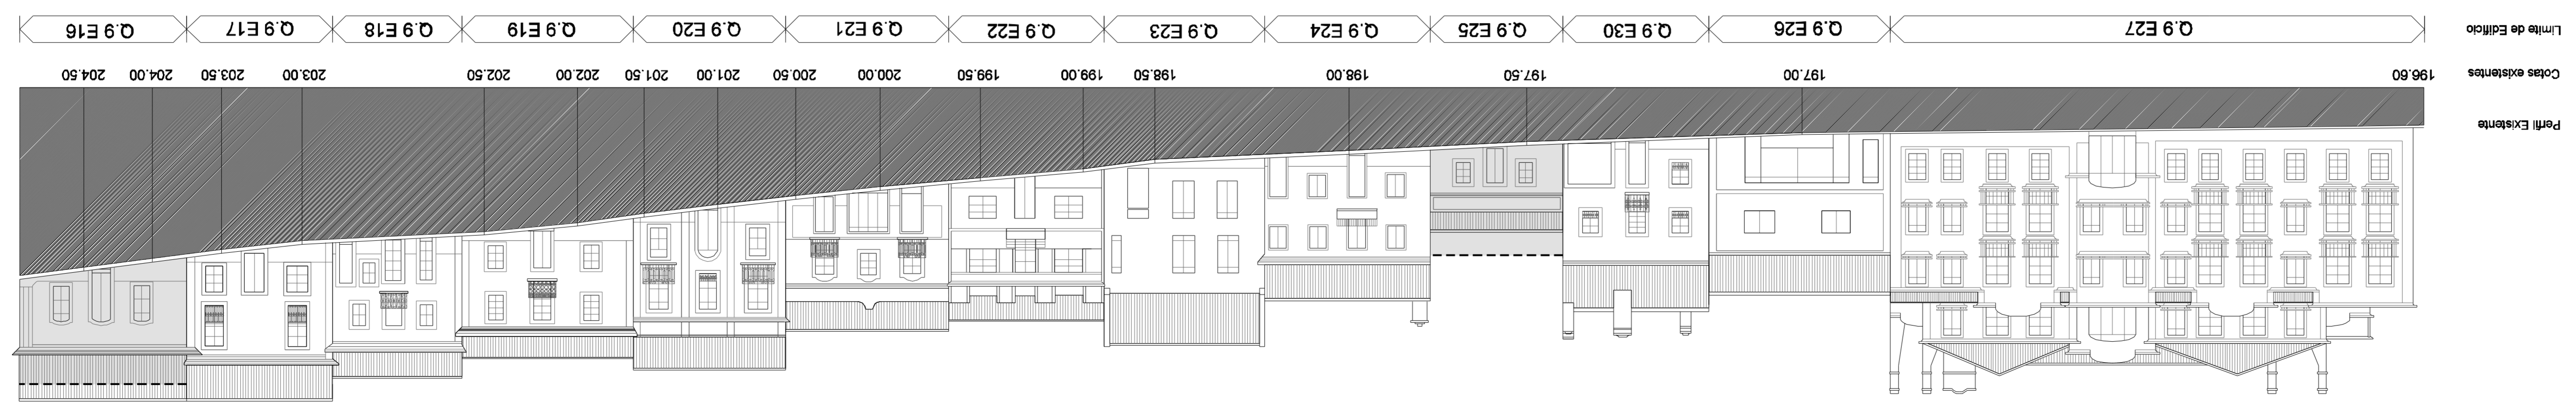 Perfil Existente
Cotas existentes 196.60 197.00 197.50 198.00 198.50 199.00 199.50 200.00 200.50 201.00 201.50 202.00 202.50 203.00 203.50 204.00 204.50
Limite de Edifício Q.9 E27 Q.9 E26 Q.9 E30 Q.9 E25 Q.9 E24 Q.9 E23 Q.9 E22 Q.9 E21 Q.9 E20 Q.9 E19 Q.9 E18 Q.9 E17 Q.9 E16